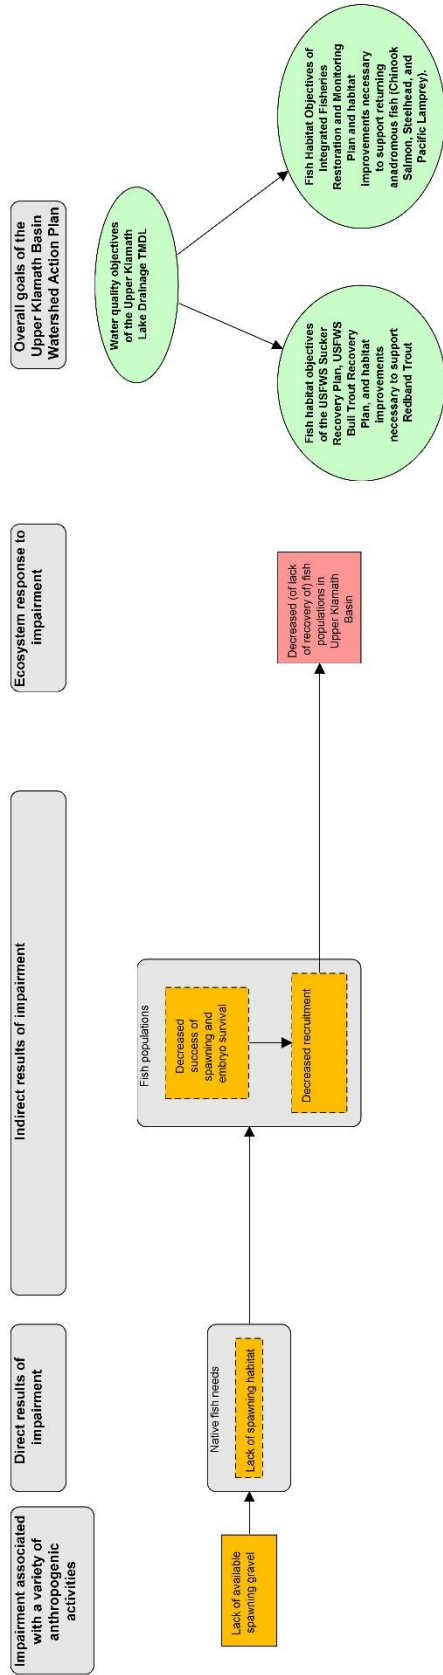 Impairment associated
with a variety of
anthropogenic
activities
Direct results of
impairment
Indirect results of impairment
Ecosystem response to
impairment
Overall goals of the
Upper Klamath Basin
Watershed Action Plan
Lack of available
spawning gravel
Native fish needs
Lack of spawning habitat
Fish populations
Decreased
success of
spawning and
embryo survival
Decreased recruitment
Decreased (of lack
of recovery of) fish
populations in
Upper Klamath
Basin
Water quality objectives
of the Upper Klamath
Lake Drainage TMDL
Fish habitat objectives
of the USFWS Sucker
Recovery Plan, USFWS
Bull Trout Recovery
Plan, and habitat
improvements
necessary to support
Redband Trout
Fish Habitat Objectives of
Integrated Fisheries
Restoration and Monitoring
Plan and habitat
improvements necessary
to support returning
anadromous fish (Chinook
Salmon, Steelhead, and
Pacific Lamprey).